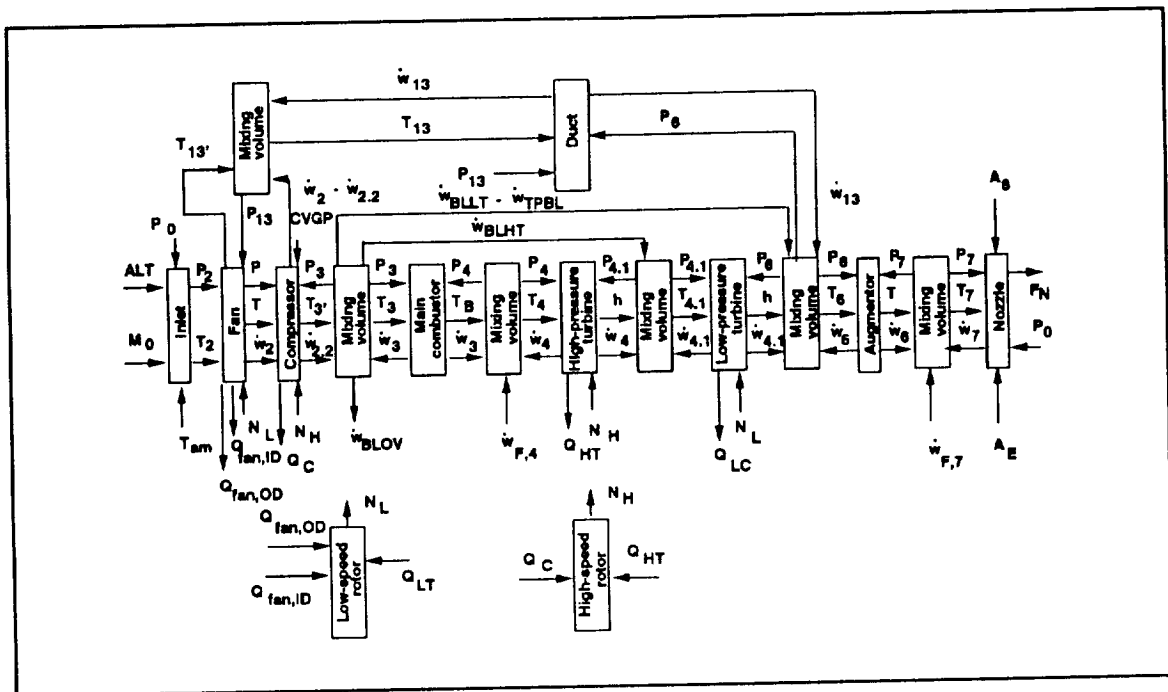 ẇ13
T13
P6
Mixing volume
Duct
T13'
P13
ẇ2 - ẇ2.2
CVGP
P13
ẇBLLT - ẇTPBL
ẇBLHT
ẇ13
A8
P0
ALT
M0
Inlet
P2
T2
Fan
P
T
ẇ2
Compressor
P3
T3'
ẇ2.2
Mixing volume
P3
T3
ẇ3
Main combustor
P4
TB
ẇ3
Mixing volume
P4
T4
ẇ4
High-pressure turbine
P4.1
h
ẇ4
Mixing volume
P4.1
T4.1
ẇ4.1
Low-pressure turbine
P6
h
ẇ4.1
Mixing volume
P6
T6
Augmentor
P7
T
ẇ6
Mixing volume
P7
T7
ẇ7
Nozzle
FN
P0
Tam
NL
Qfan,ID
Qfan,OD
NH
QC
ẇBLOV
ẇF,4
QHT
NH
QLC
NL
ẇF,7
AE
NL
Qfan,OD
Qfan,ID
Low-speed rotor
QLT
NH
QC
High-speed rotor
QHT